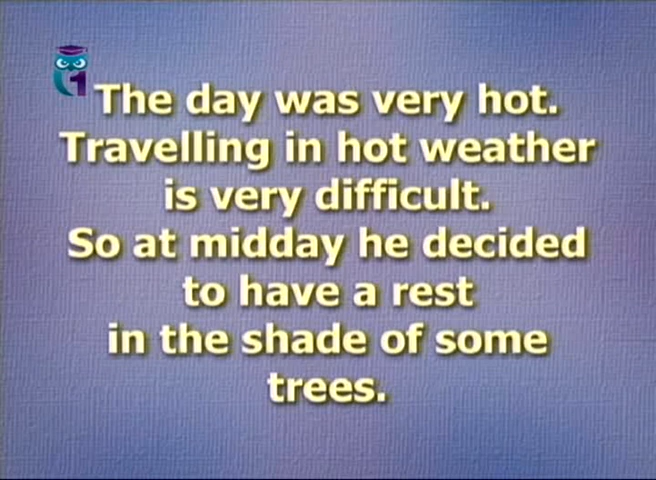 1
The day was very hot.
Travelling in hot weather
is very difficult.
So at midday he decided
to have a rest
in the shade of some
trees.